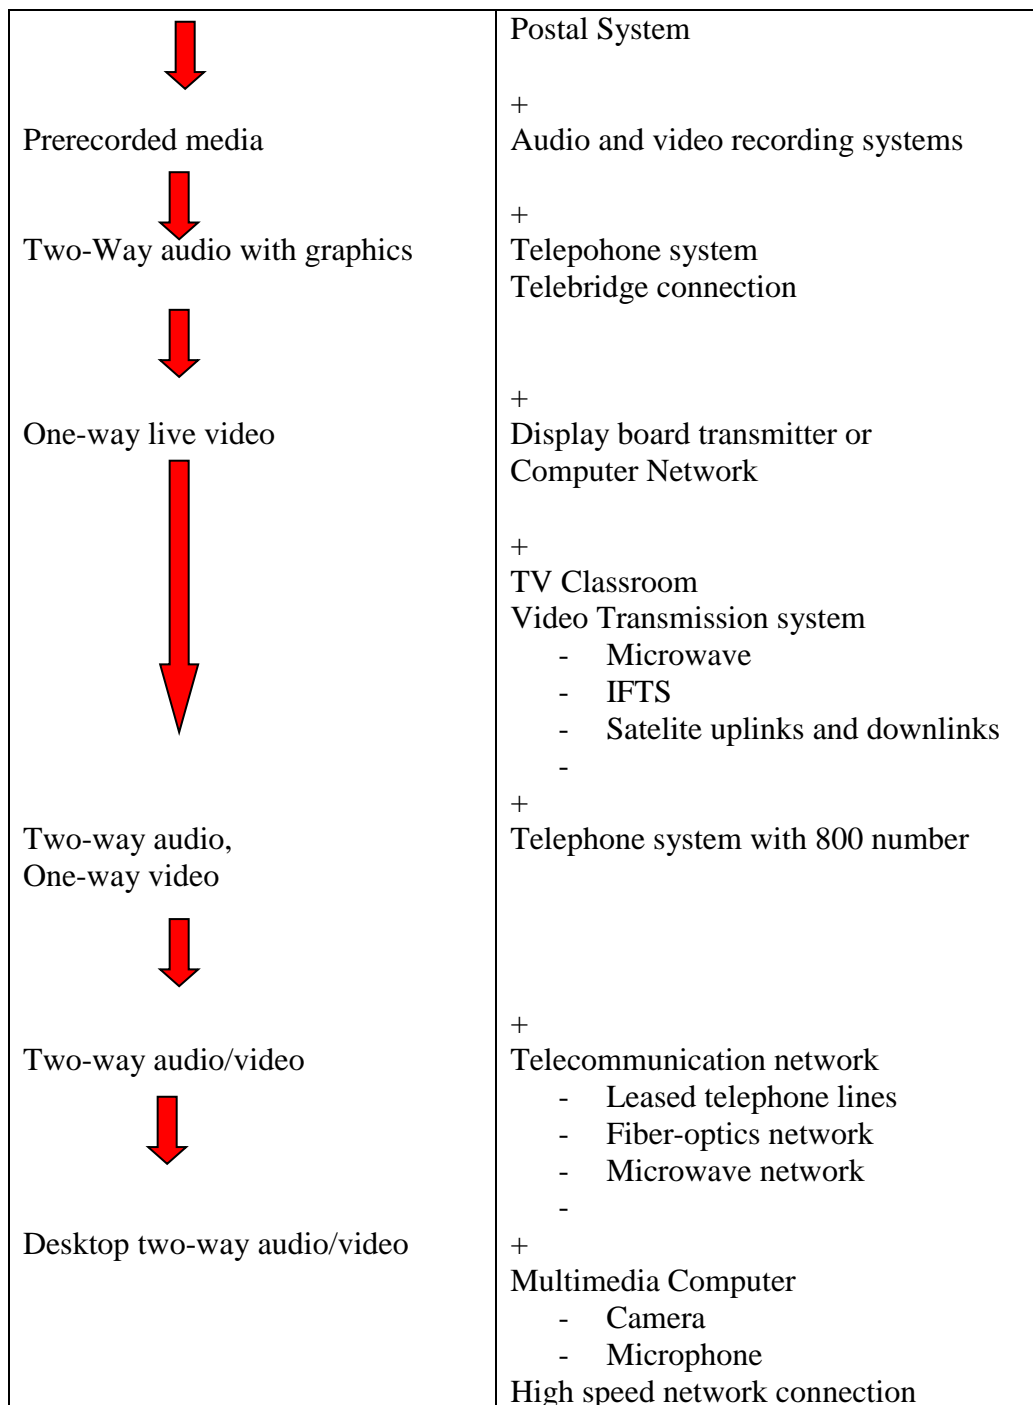 Postal System
+
Prerecorded media
Audio and video recording systems
+
Two-Way audio with graphics
Telepohone system
Telebridge connection
+
One-way live video
Display board transmitter or
Computer Network
+
TV Classroom
Video Transmission system
- Microwave
- IFTS
- Satelite uplinks and downlinks
-
+
Two-way audio,
One-way video
Telephone system with 800 number
+
Two-way audio/video
Telecommunication network
- Leased telephone lines
- Fiber-optics network
- Microwave network
-
Desktop two-way audio/video
+
Multimedia Computer
- Camera
- Microphone
High speed network connection